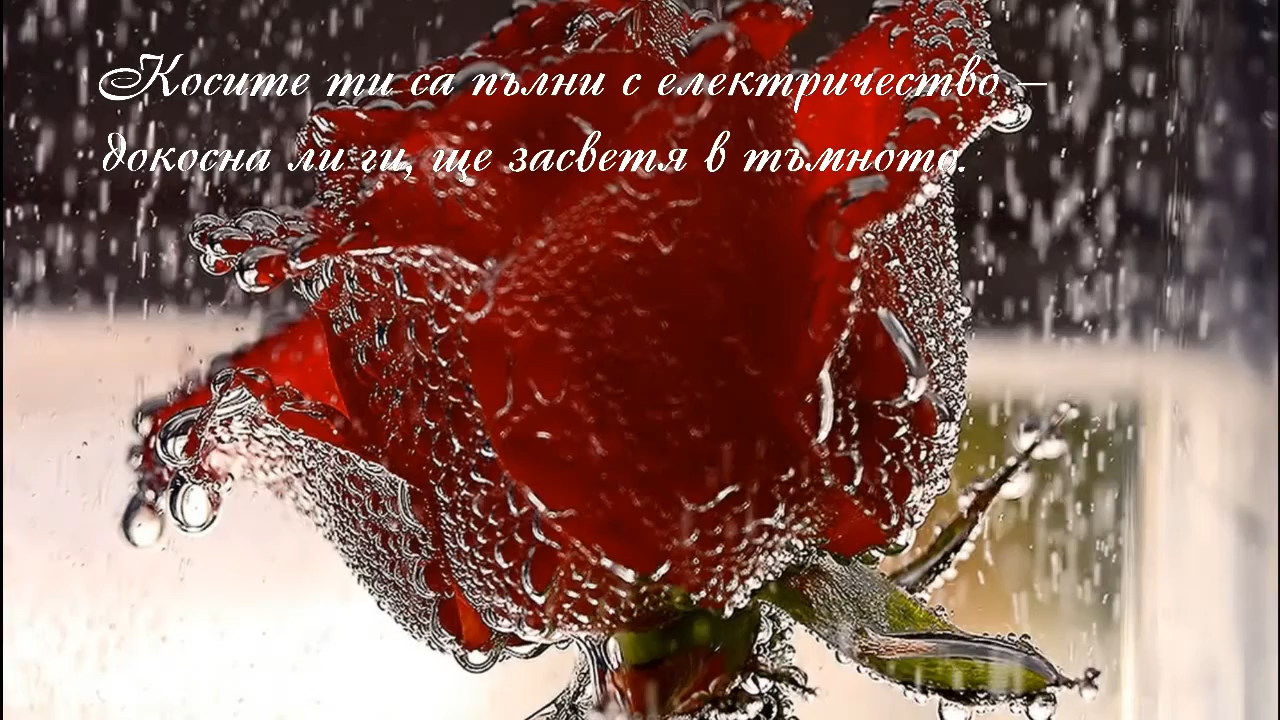 Косите ти са пълни с електричество –
докосна ли ги, ще засветя в тъмното.